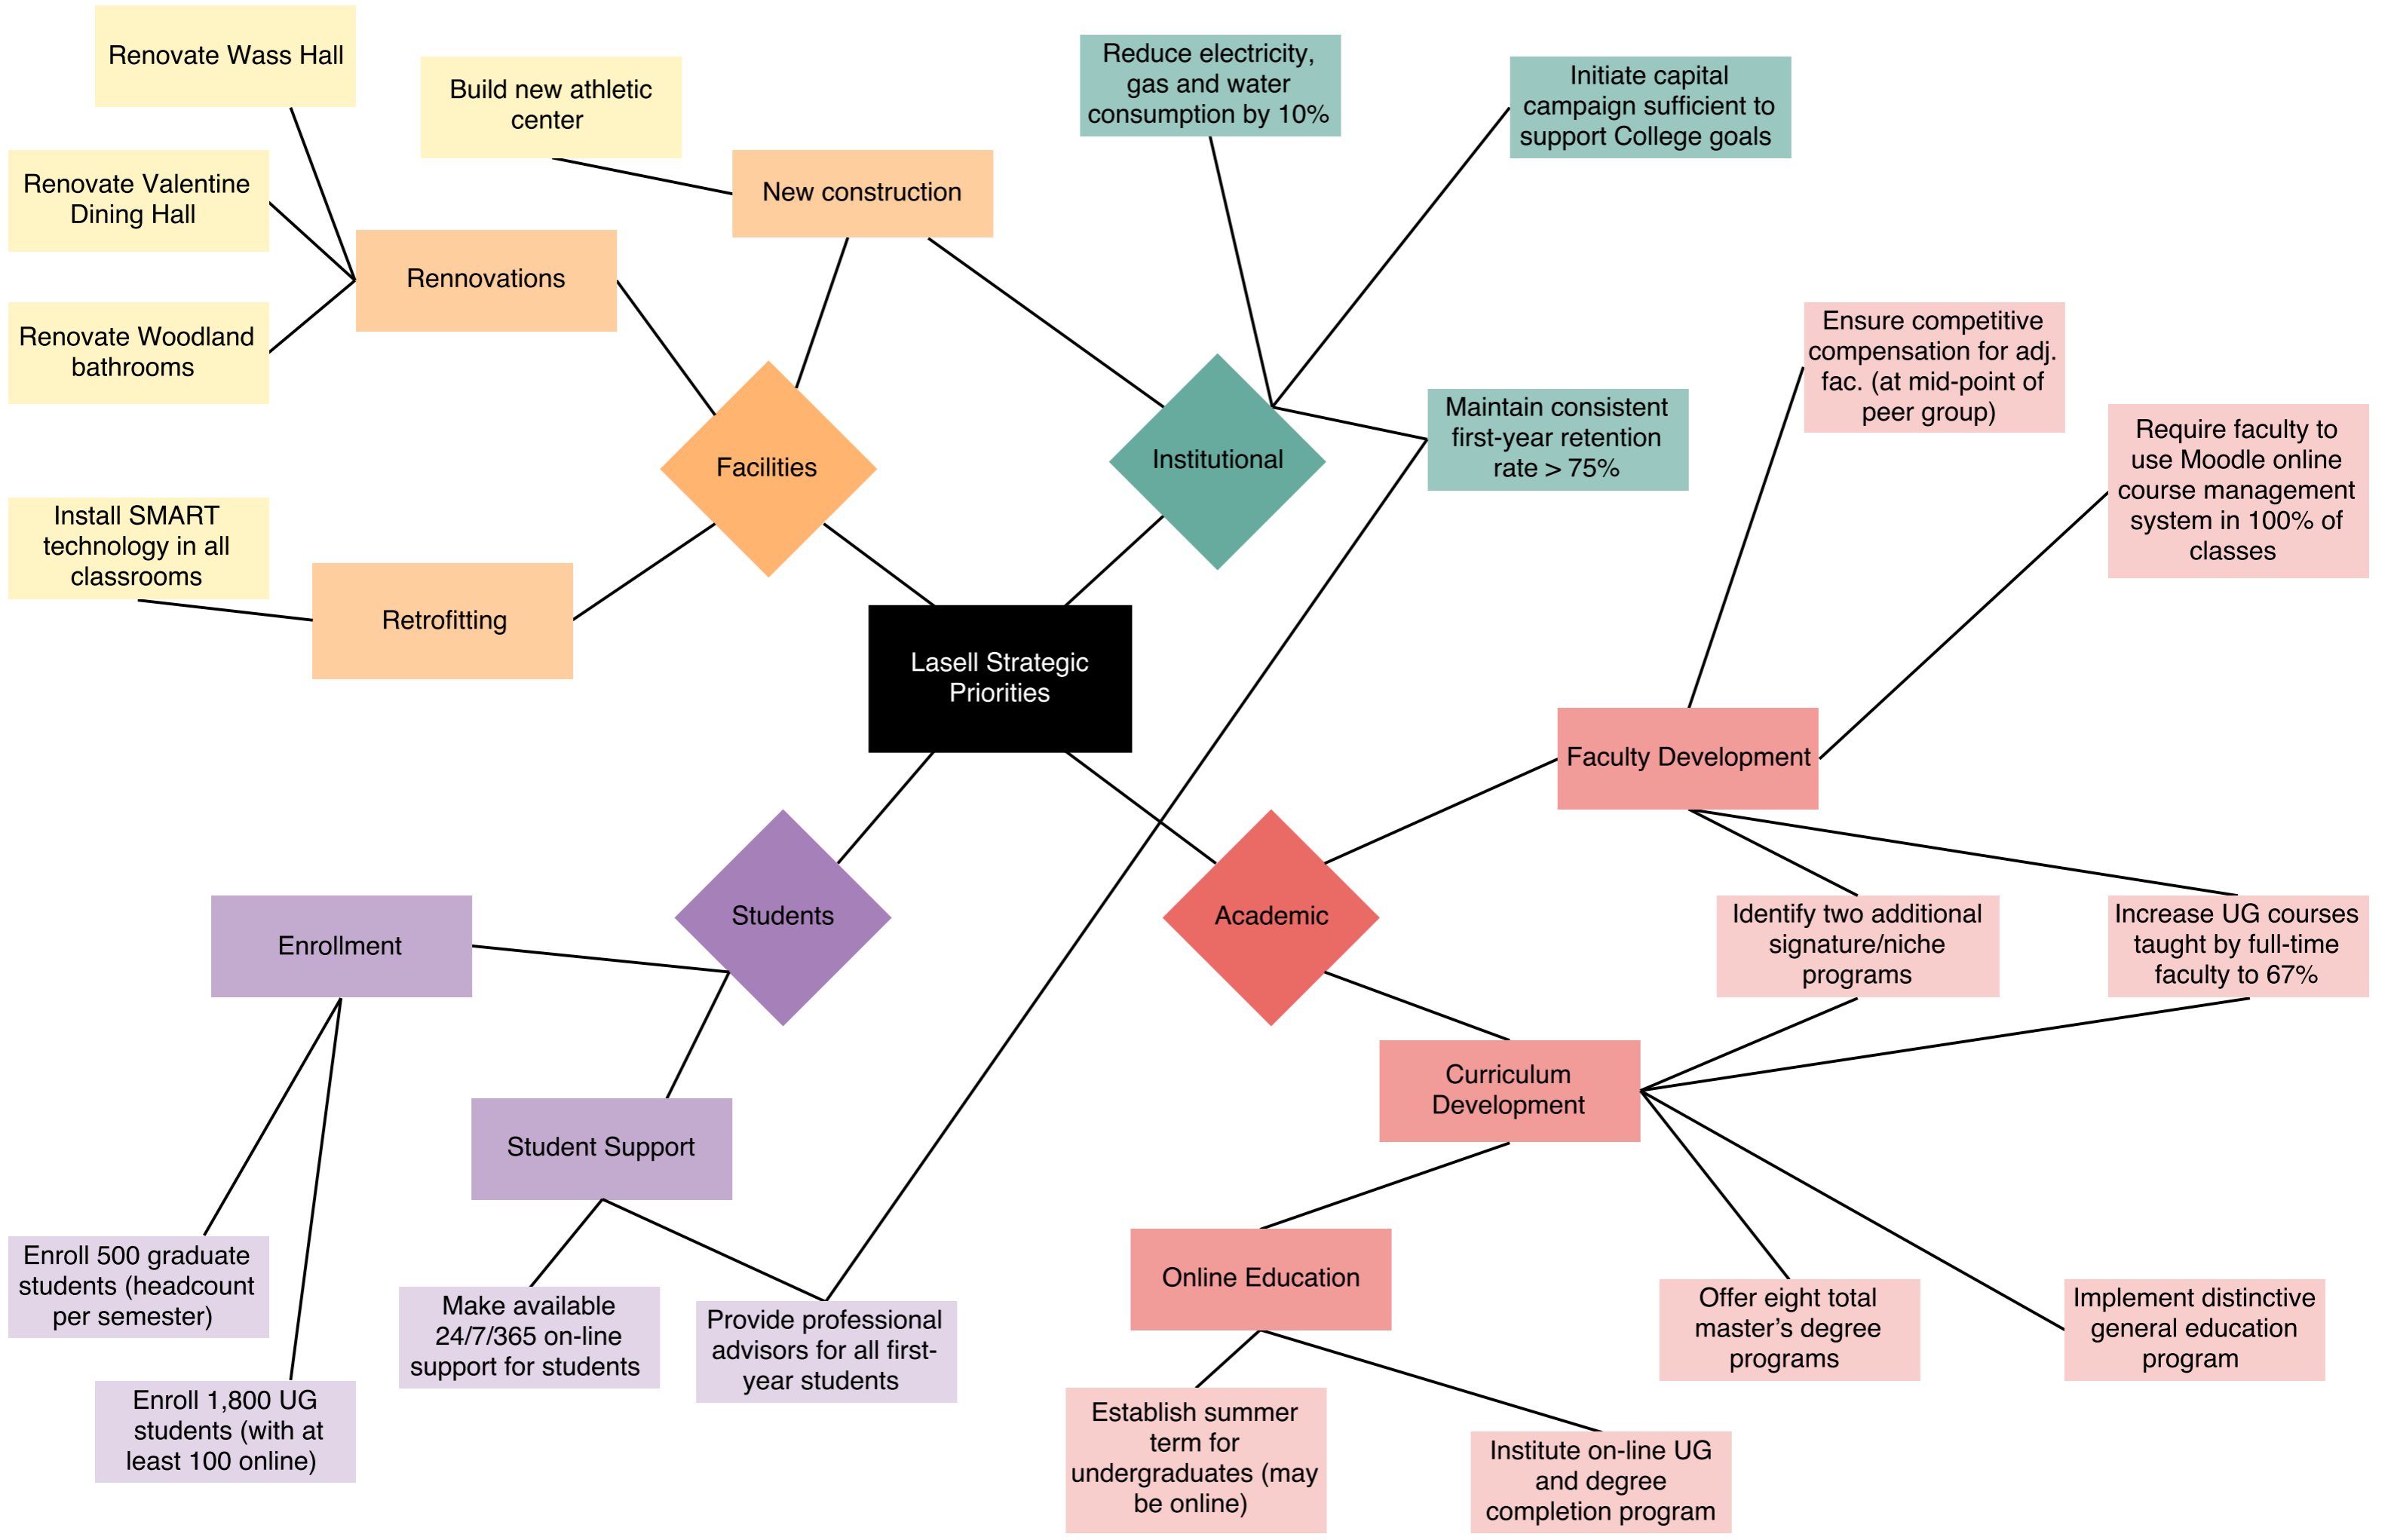 Renovate Wass Hall
Build new athletic
center
Reduce electricity,
gas and water
consumption by 10%
Initiate capital
campaign sufficient to
support College goals
Renovate Valentine
Dining Hall
New construction
Rennovations
Renovate Woodland
bathrooms
Ensure competitive
compensation for adj.
fac. (at mid-point of
peer group)
Maintain consistent
first-year retention
rate > 75%
Facilities
Institutional
Require faculty to
use Moodle online
course management
system in 100% of
classes
Install SMART
technology in all
classrooms
Retrofitting
Lasell Strategic
Priorities
Faculty Development
Students
Academic
Enrollment
Identify two additional
signature/niche
programs
Increase UG courses
taught by full-time
faculty to 67%
Curriculum
Development
Student Support
Enroll 500 graduate
students (headcount
per semester)
Make available
24/7/365 on-line
support for students
Provide professional
advisors for all first-
year students
Online Education
Offer eight total
master’s degree
programs
Implement distinctive
general education
program
Enroll 1,800 UG
students (with at
least 100 online)
Establish summer
term for
undergraduates (may
be online)
Institute on-line UG
and degree
completion program